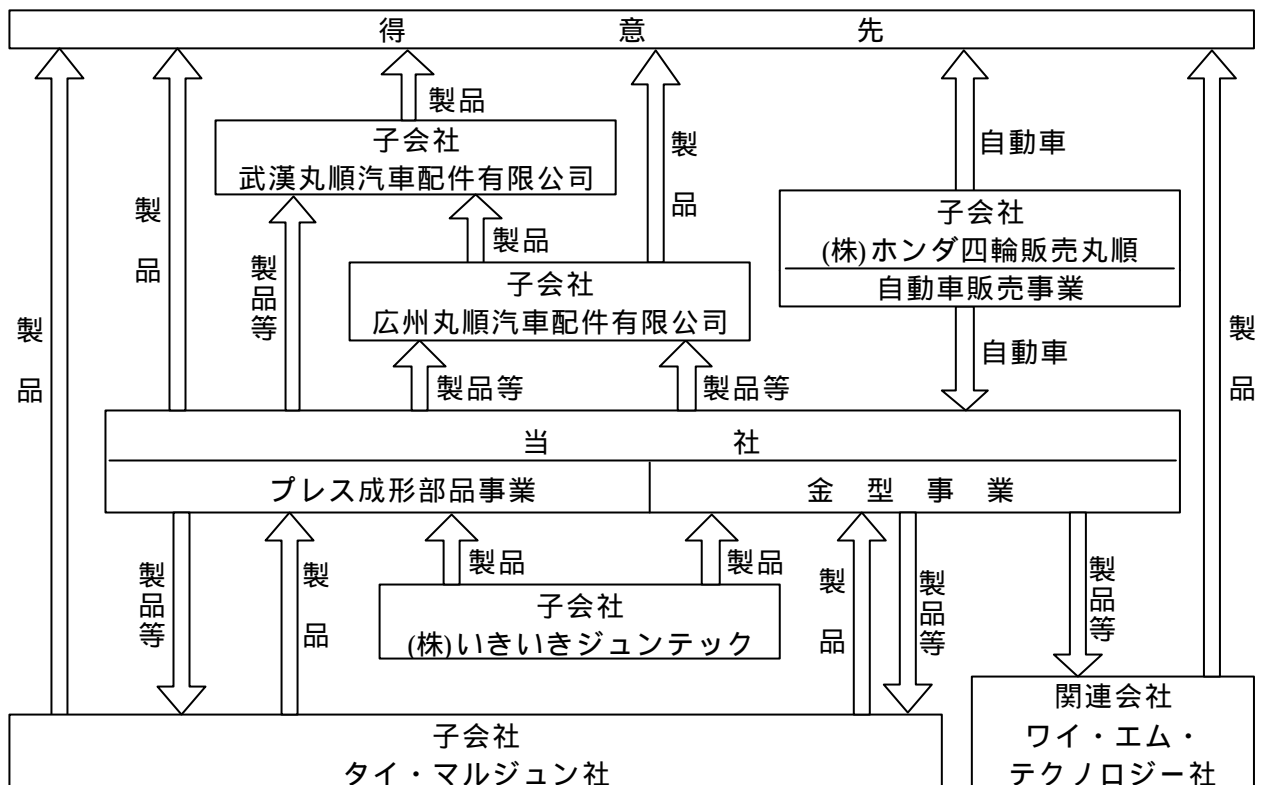 得意先
製品
子会社
武漢丸順汽車配件有限公司
製品
製品
自動車
子会社
(株)ホンダ四輪販売丸順
自動車販売事業
製品
製品等
子会社
広州丸順汽車配件有限公司
製品
自動車
製品
製品等
製品等
当社
プレス成形部品事業
金型事業
製品等
製品
製品
製品
製品
製品等
製品等
子会社
(株)いきいきジュンテック
子会社
タイ・マルジュン社
関連会社
ワイ・エム・
テクノロジー社